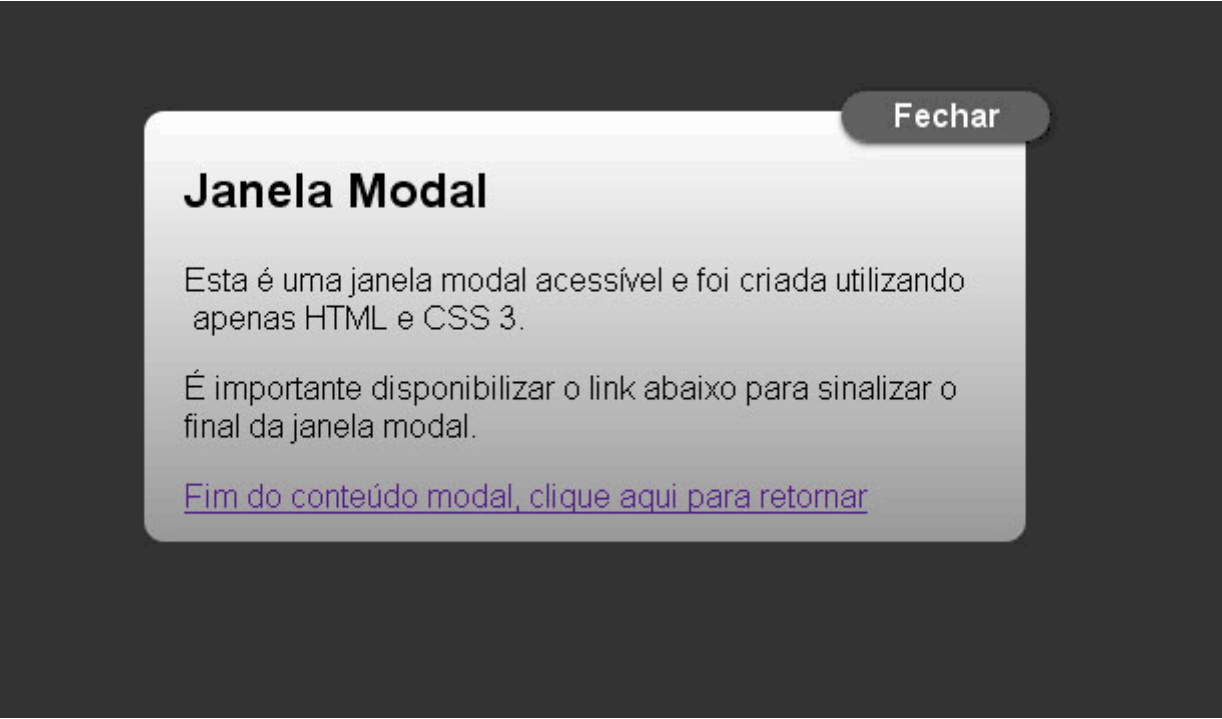 Fechar
Janela Modal
Esta é uma janela modal acessível e foi criada utilizando
apenas HTML e CSS 3.
É importante disponibilizar o link abaixo para sinalizar o
final da janela modal.
Fim do conteúdo modal, clique aqui para retornar